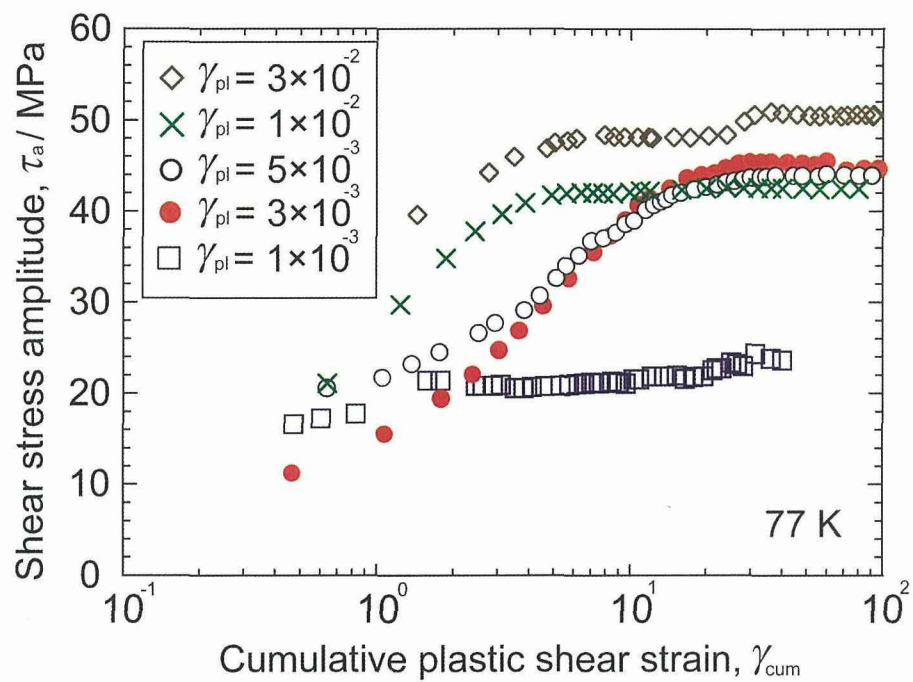 60
50
40
30
20
10
0
Shear stress amplitude, τa / MPa
γpl = 3×10-2
γpl = 1×10-2
γpl = 5×10-3
γpl = 3×10-3
γpl = 1×10-3
77 K
10-1 100 101 102
Cumulative plastic shear strain, γcum